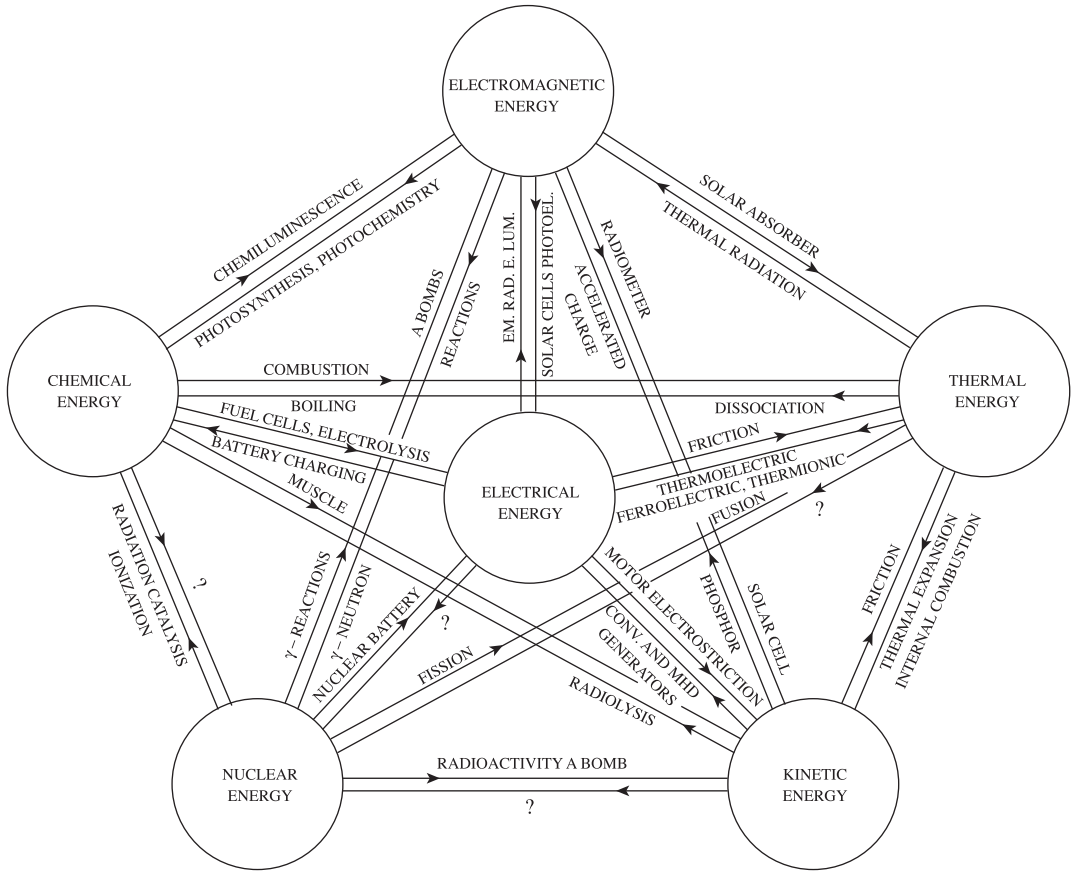 ELECTROMAGNETIC
ENERGY
CHEMILUMINESCENCE
PHOTOSYNTHESIS, PHOTOCHEMISTRY
SOLAR ABSORBER
THERMAL RADIATION
A BOMBS
REACTIONS
EM. RAD. E. LUM.
SOLAR CELLS PHOTOEL.
RADIOMETER
ACCELERATED
CHARGE
CHEMICAL
ENERGY
THERMAL
ENERGY
COMBUSTION
BOILING
DISSOCIATION
FUEL CELLS, ELECTROLYSIS
BATTERY CHARGING
MUSCLE
FRICTION
THERMOELECTRIC
FERROELECTRIC, THERMIONIC
FUSION
?
ELECTRICAL
ENERGY
RADIATION CATALYSIS
IONIZATION
?
γ – REACTIONS
γ – NEUTRON
NUCLEAR BATTERY
?
FISSION
MOTOR ELECTROSTRICTION
CONV. AND MHD
GENERATORS
PHOSPHOR
SOLAR CELL
FRICTION
THERMAL EXPANSION
INTERNAL COMBUSTION
RADIOLYSIS
NUCLEAR
ENERGY
RADIOACTIVITY A BOMB
?
KINETIC
ENERGY